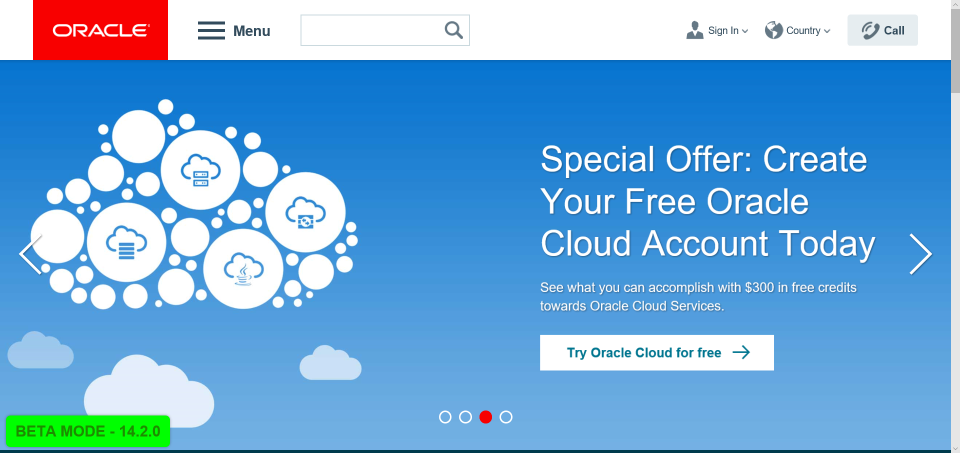 ORACLE
Menu
Sign In
Country
Call
Special Offer: Create
Your Free Oracle
Cloud Account Today
See what you can accomplish with $300 in free credits
towards Oracle Cloud Services.
Try Oracle Cloud for free
BETA MODE - 14.2.0